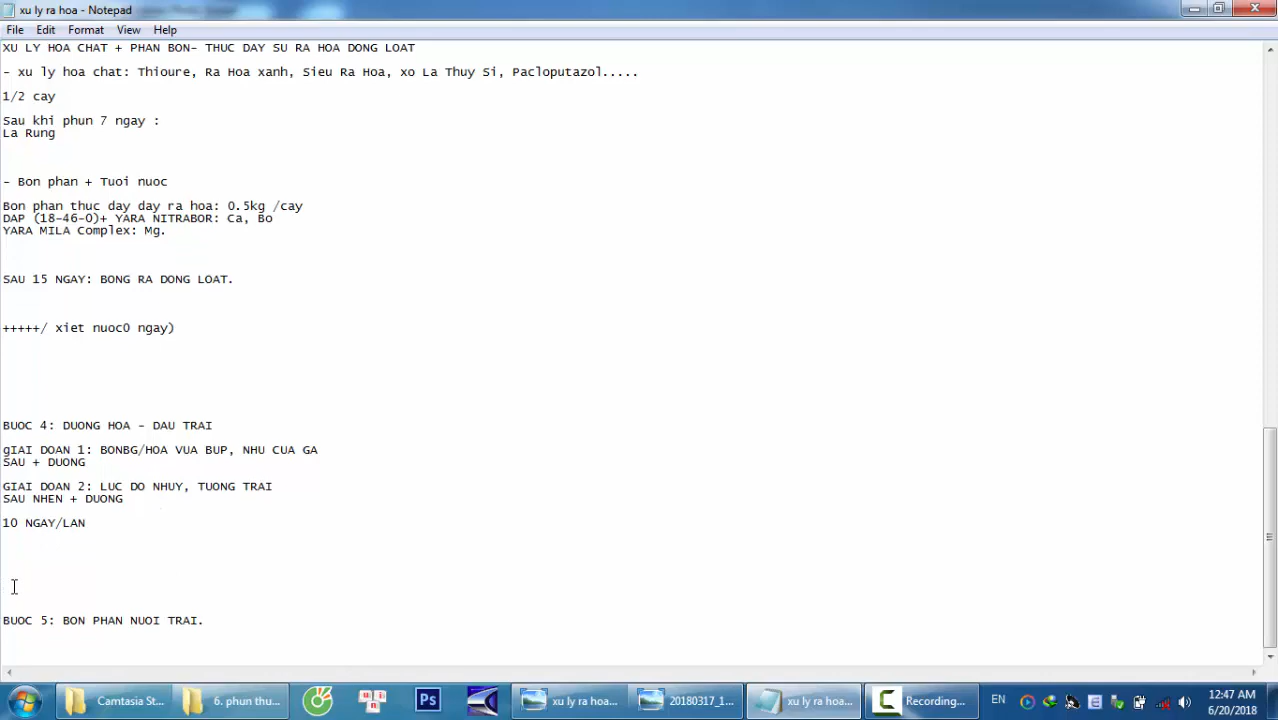 xu ly ra hoa - Notepad
File Edit Format View Help
XU LY HOA CHAT + PHAN BON- THUC DAY SU RA HOA DONG LOAT
- xu ly hoa chat: Thioure, Ra Hoa xanh, Sieu Ra Hoa, xo La Thuy Si, Pacloputazol.....
1/2 cay
Sau khi phun 7 ngay :
La Rung
- Bon phan + Tuoi nuoc
Bon phan thuc day day ra hoa: 0.5kg /cay
DAP (18-46-0)+ YARA NITRABOR: Ca, Bo
YARA MILA Complex: Mg.
SAU 15 NGAY: BONG RA DONG LOAT.
+++++/ xiet nuoc0 ngay)
BUOC 4: DUONG HOA - DAU TRAI
gIAI DOAN 1: BONBG/HOA VUA BUP, NHU CUA GA
SAU + DUONG
GIAI DOAN 2: LUC DO NHUY, TUONG TRAI
SAU NHEN + DUONG
10 NGAY/LAN
BUOC 5: BON PHAN NUOI TRAI.
Camtasia St... 6. phun thu... Ps xu ly ra hoa... 20180317_1... xu ly ra hoa... Recording... EN 12:47 AM
6/20/2018